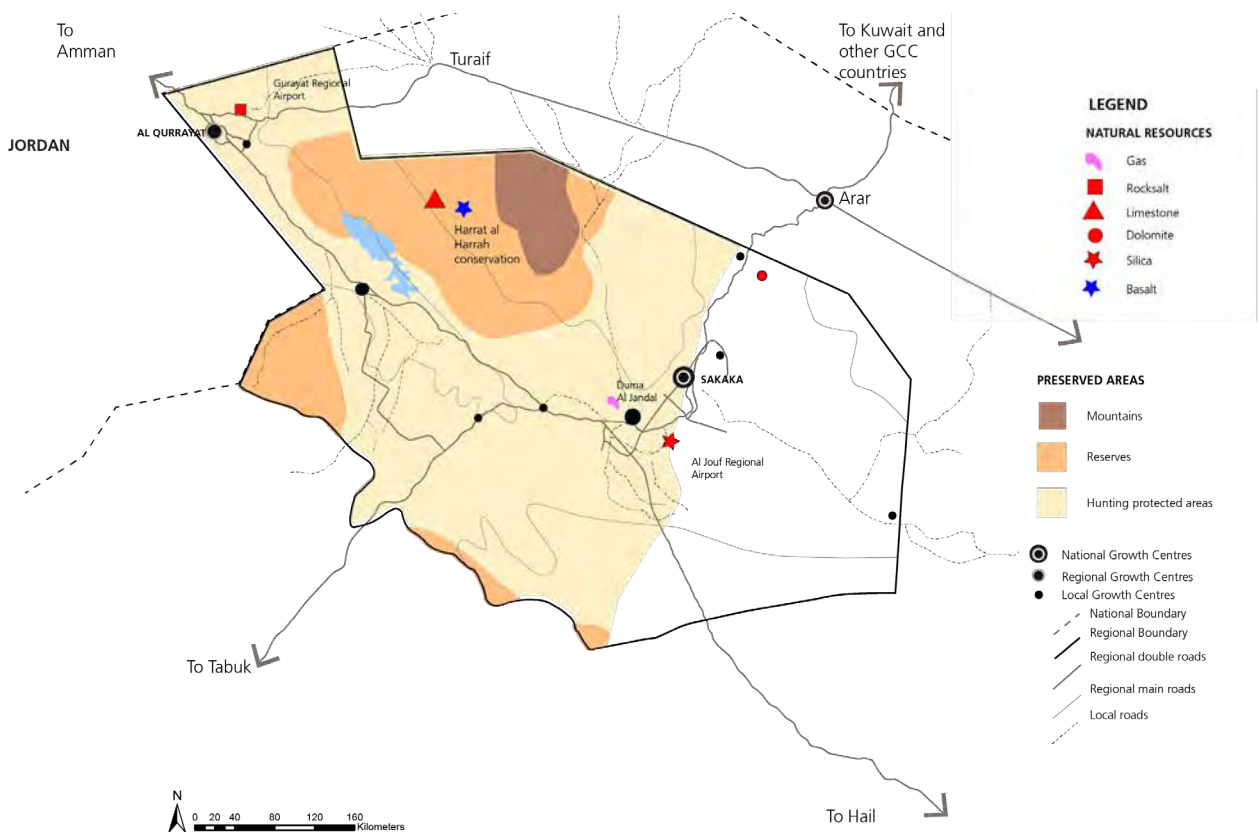 To
Amman
Turaif
To Kuwait and
other GCC
countries
Gurayat Regional
Airport
AL QURRAYAT
JORDAN
Arar
Harrat al
Harrah
conservation
SAKAKA
Duma
Al Jandal
Al Jouf Regional
Airport
To Tabuk
To Hail
N
0 20 40 80 120 160
Kilometers
LEGEND
NATURAL RESOURCES
Gas
Rocksalt
Limestone
Dolomite
Silica
Basalt
PRESERVED AREAS
Mountains
Reserves
Hunting protected areas
National Growth Centres
Regional Growth Centres
Local Growth Centres
National Boundary
Regional Boundary
Regional double roads
Regional main roads
Local roads